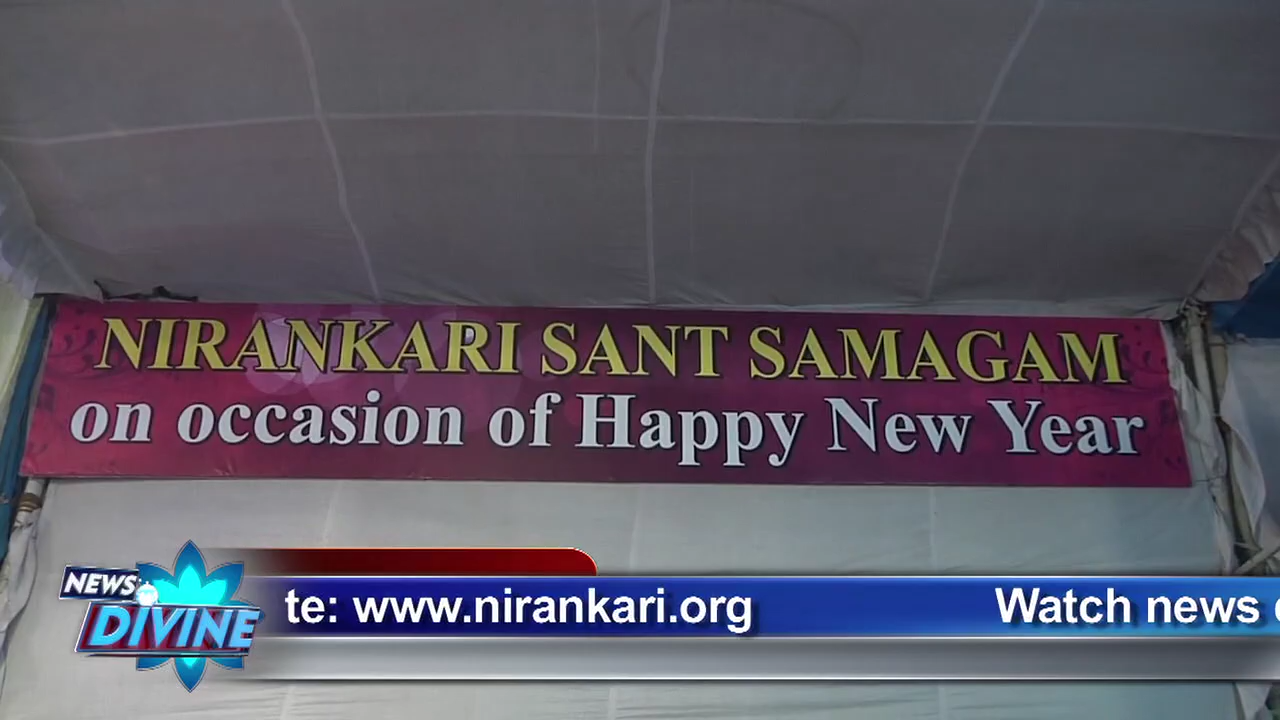 NIRANKARI SANT SAMAGAM
on occasion of Happy New Year
NEWS
DIVINE
te: www.nirankari.org Watch news